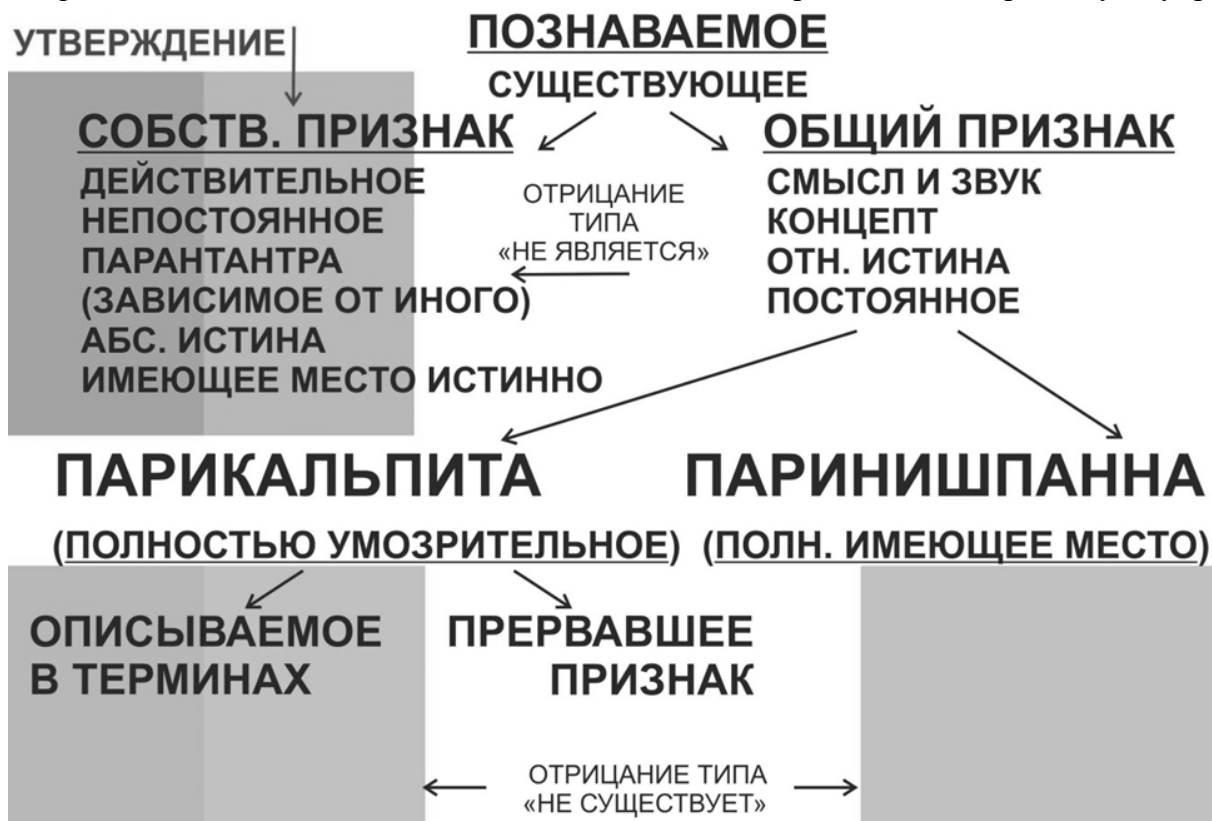 УТВЕРЖДЕНИЕ
ПОЗНАВАЕМОЕ
СУЩЕСТВУЮЩЕЕ
СОБСТВ. ПРИЗНАК
ДЕЙСТВИТЕЛЬНОЕ
НЕПОСТОЯННОЕ
ПАРАНТАНТРА
(ЗАВИСИМОЕ ОТ ИНОГО)
АБС. ИСТИНА
ИМЕЮЩЕЕ МЕСТО ИСТИННО
ОТРИЦАНИЕ
ТИПА
«НЕ ЯВЛЯЕТСЯ»
ОБЩИЙ ПРИЗНАК
СМЫСЛ И ЗВУК
КОНЦЕПТ
ОТН. ИСТИНА
ПОСТОЯННОЕ
ПАРИКАЛЬПИТА
(ПОЛНОСТЬЮ УМОЗРИТЕЛЬНОЕ)
ПАРИНИШПАННА
(ПОЛН. ИМЕЮЩЕЕ МЕСТО)
ОПИСЫВАЕМОЕ
В ТЕРМИНАХ
ПРЕРВАВШЕЕ
ПРИЗНАК
ОТРИЦАНИЕ ТИПА
«НЕ СУЩЕСТВУЕТ»